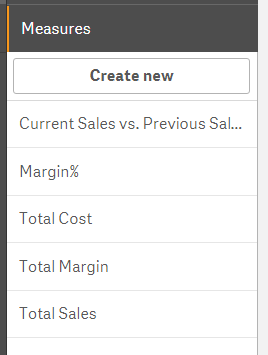 Measures
Create new
Current Sales vs. Previous Sal...
Margin%
Total Cost
Total Margin
Total Sales